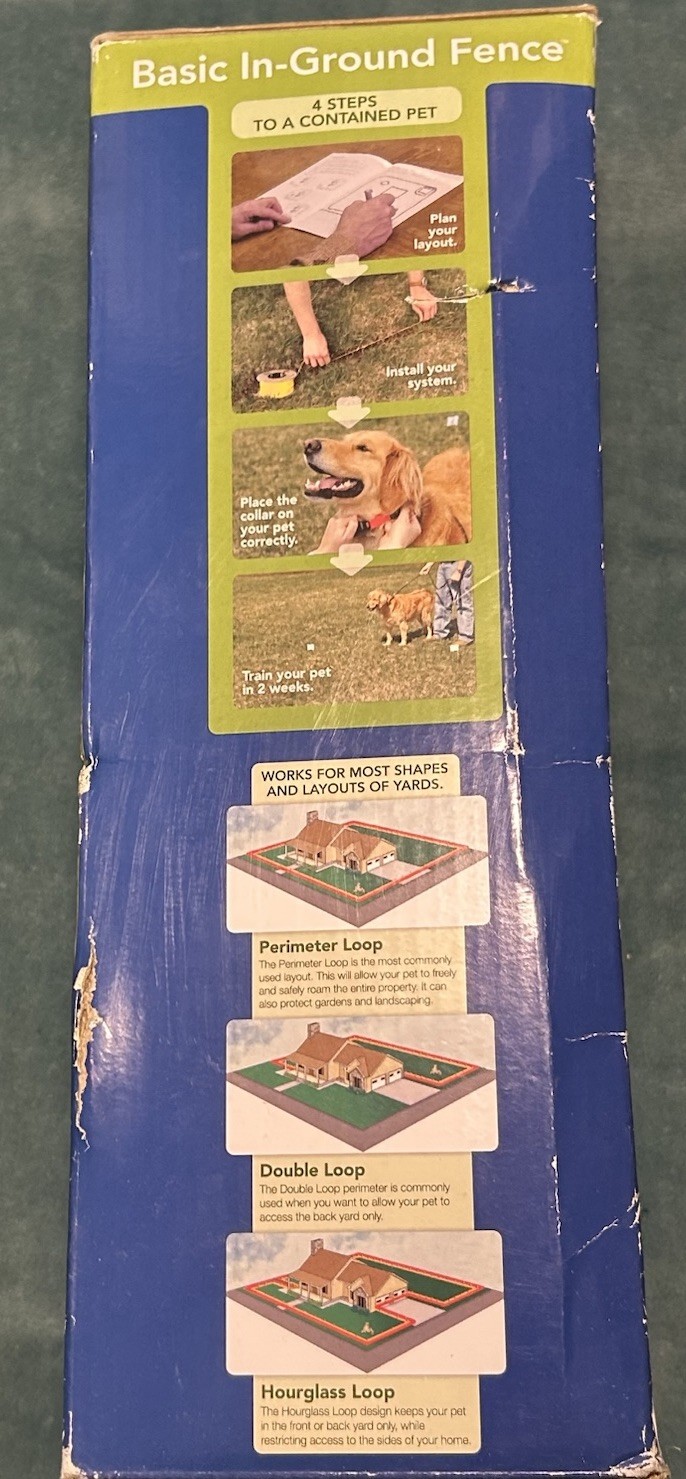 Basic In-Ground Fence™
4 STEPS
TO A CONTAINED PET
Plan
your
layout.
Install your
system.
Place the
collar on
your pet
correctly.
Train your pet
in 2 weeks.
WORKS FOR MOST SHAPES
AND LAYOUTS OF YARDS.
Perimeter Loop
The Perimeter Loop is the most commonly
used layout. This will allow your pet to freely
and safely roam the entire property. It can
also protect gardens and landscaping.
Double Loop
The Double Loop perimeter is commonly
used when you want to allow your pet to
access the back yard only.
Hourglass Loop
The Hourglass Loop design keeps your pet
in the front or back yard only, while
restricting access to the sides of your home.